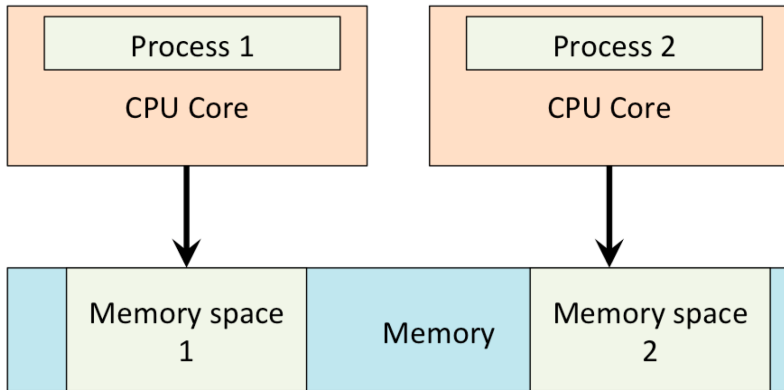 Process 1
CPU Core
Process 2
CPU Core
Memory space
1
Memory
Memory space
2